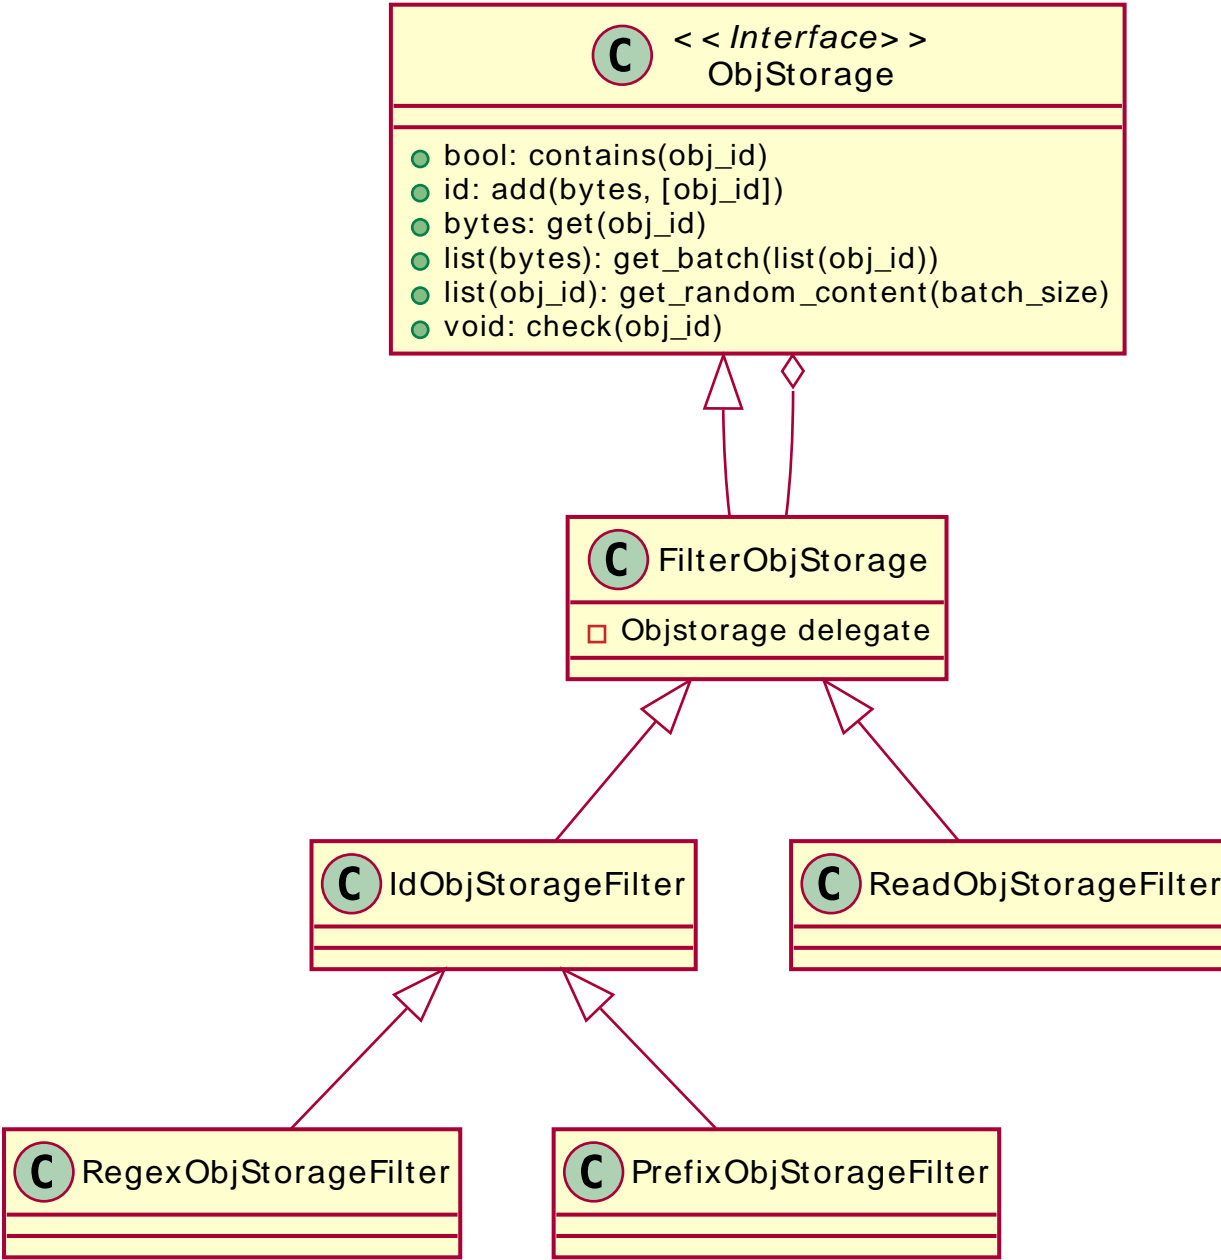 C
<<Interface>>
ObjStorage
bool: contains(obj_id)
id: add(bytes, [obj_id])
bytes: get(obj_id)
list(bytes): get_batch(list(obj_id))
list(obj_id): get_random_content(batch_size)
void: check(obj_id)
C FilterObjStorage
Objstorage delegate
C IdObjStorageFilter
C ReadObjStorageFilter
C RegexObjStorageFilter
C PrefixObjStorageFilter